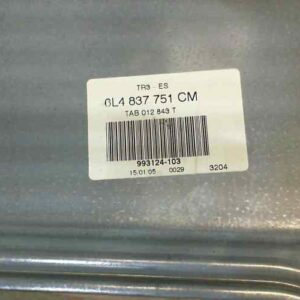 TR3 - ES
6L4 837 751 CM
TAB 012 843 T
993124-103
15/01/05 0029 3204